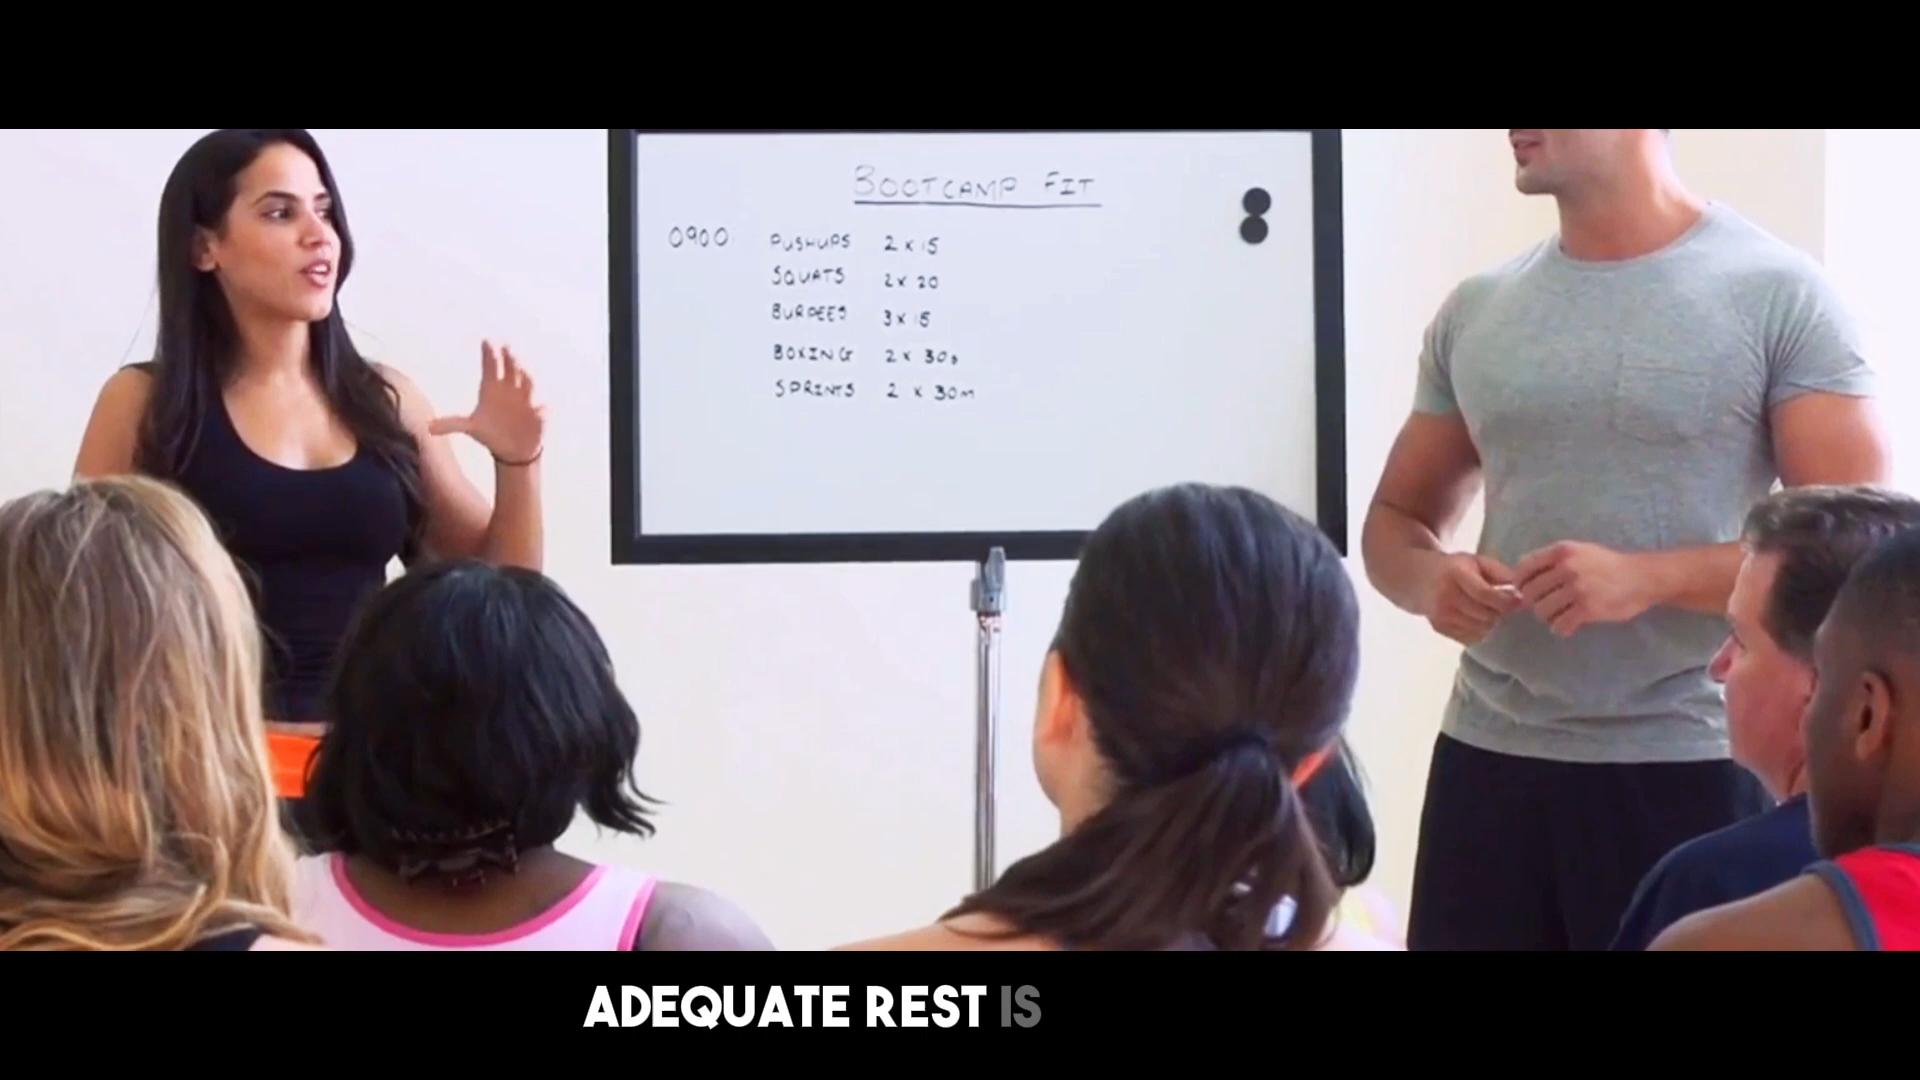 BOOTCAMP FIT
0900: PUSHUPS 2 x 15
SQUATS 2 x 20
BURPEES 3 x 15
BOXING 2 x 30s
SPRINTS 2 x 30m
ADEQUATE REST IS